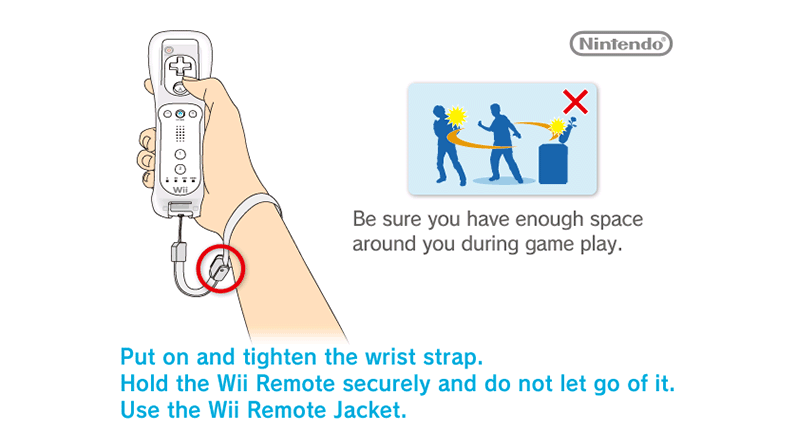 Nintendo®
Wii
Be sure you have enough space
around you during game play.
Put on and tighten the wrist strap.
Hold the Wii Remote securely and do not let go of it.
Use the Wii Remote Jacket.